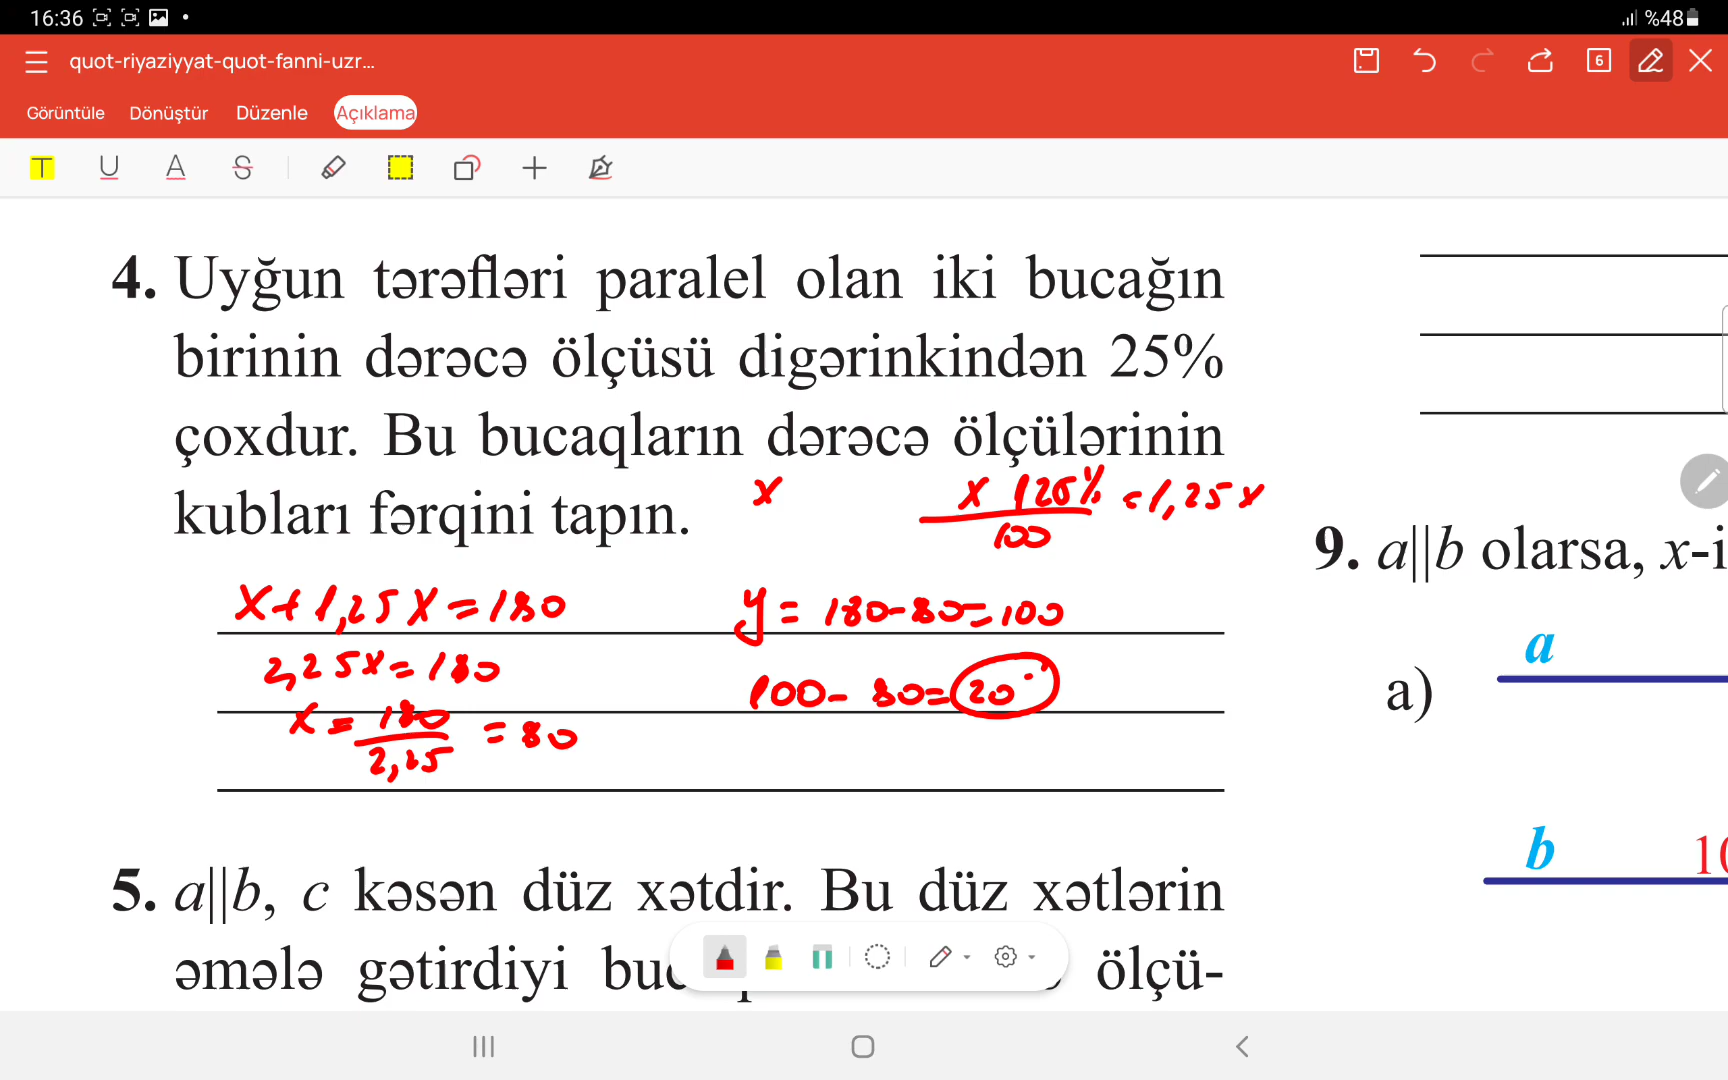 16:36
%48
quot-riyaziyyat-quot-fanni-uzr...
6
Görüntüle Dönüştür Düzenle Açıklama
T U A S
4. Uyğun tərəfləri paralel olan iki bucağın
birinin dərəcə ölçüsü digərinkindən 25%
çoxdur. Bu bucaqların dərəcə ölçülərinin
kubları fərqini tapın.
x
x 125% / 100 = 1,25x
x+1,25x=180
2,25x=180
x = 180 / 2,25 = 80
y = 180-80=100
100-80=20°
5. a||b, c kəsən düz xətdir. Bu düz xətlərin
əmələ gətirdiyi ölçü-
9. a||b olarsa, x-i
a)
a
b
10